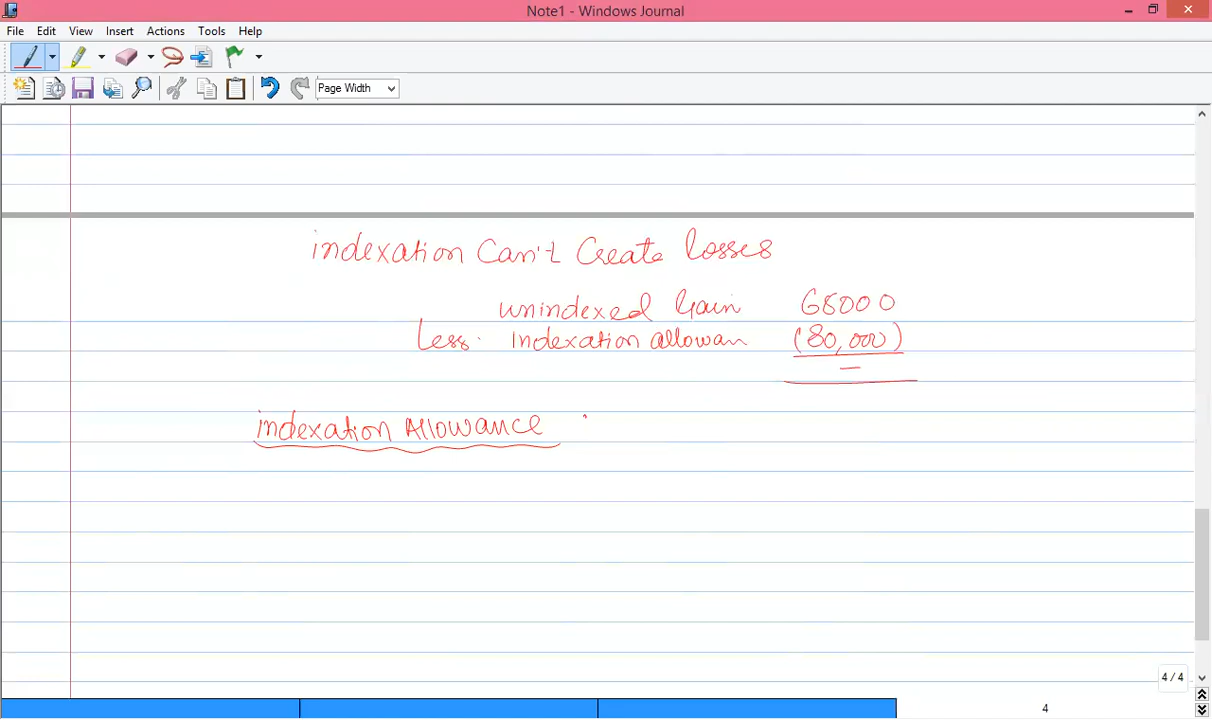 Note1 - Windows Journal
File Edit View Insert Actions Tools Help
Page Width
indexation Can't Create losses
unindexed Gain 68000
Less. Indexation allowan (80,000)
—
indexation Allowance
4 / 4
4